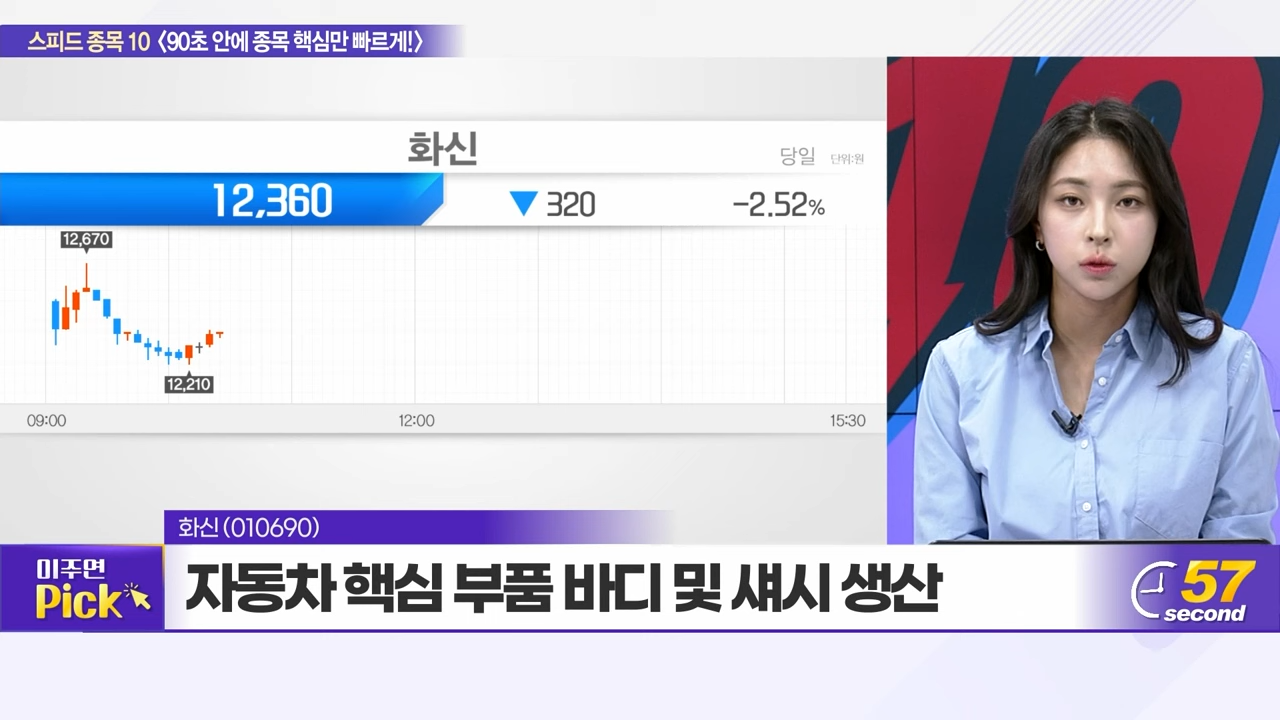 스피드 종목 10 〈90초 안에 종목 핵심만 빠르게!〉
화신
당일 단위:원
12,360 ▼ 320 -2.52%
12,670
12,210
09:00 12:00 15:30
화신(010690)
미주면
Pick
자동차 핵심 부품 바디 및 섀시 생산
57
second
10